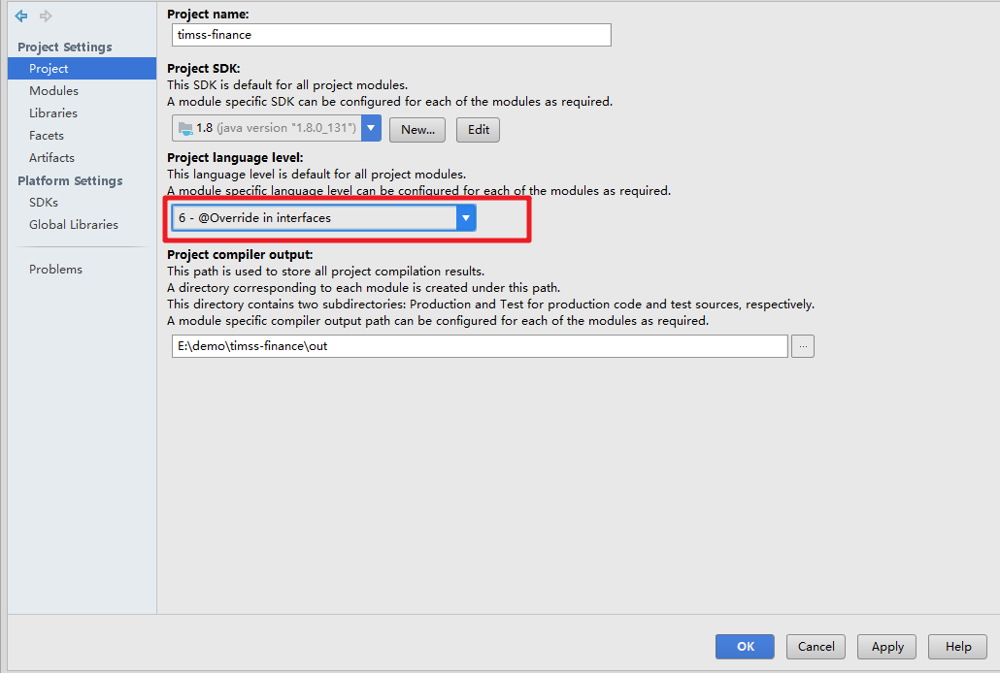 Project Settings
Project
Modules
Libraries
Facets
Artifacts
Platform Settings
SDKs
Global Libraries
Problems
Project name:
timss-finance
Project SDK:
This SDK is default for all project modules.
A module specific SDK can be configured for each of the modules as required.
1.8 (java version "1.8.0_131")
New...
Edit
Project language level:
This language level is default for all project modules.
A module specific language level can be configured for each of the modules as required.
6 - @Override in interfaces
Project compiler output:
This path is used to store all project compilation results.
A directory corresponding to each module is created under this path.
This directory contains two subdirectories: Production and Test for production code and test sources, respectively.
A module specific compiler output path can be configured for each of the modules as required.
E:\demo\timss-finance\out
...
OK
Cancel
Apply
Help